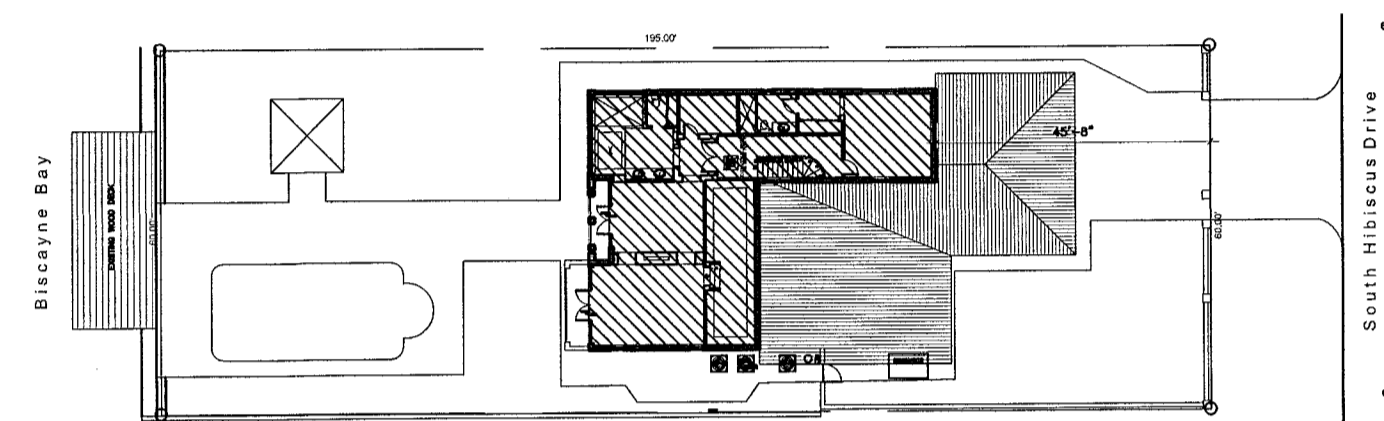 195.00'
Biscayne Bay
EXISTING WOOD DECK
60.00'
45'-8"
60.00'
South Hibiscus Drive